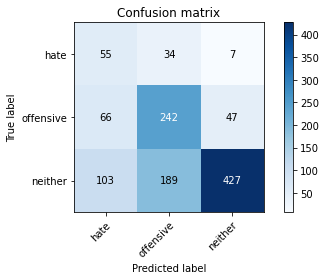 Confusion matrix
True label
hate 55 34 7
offensive 66 242 47
neither 103 189 427
hate offensive neither
Predicted label
400
350
300
250
200
150
100
50